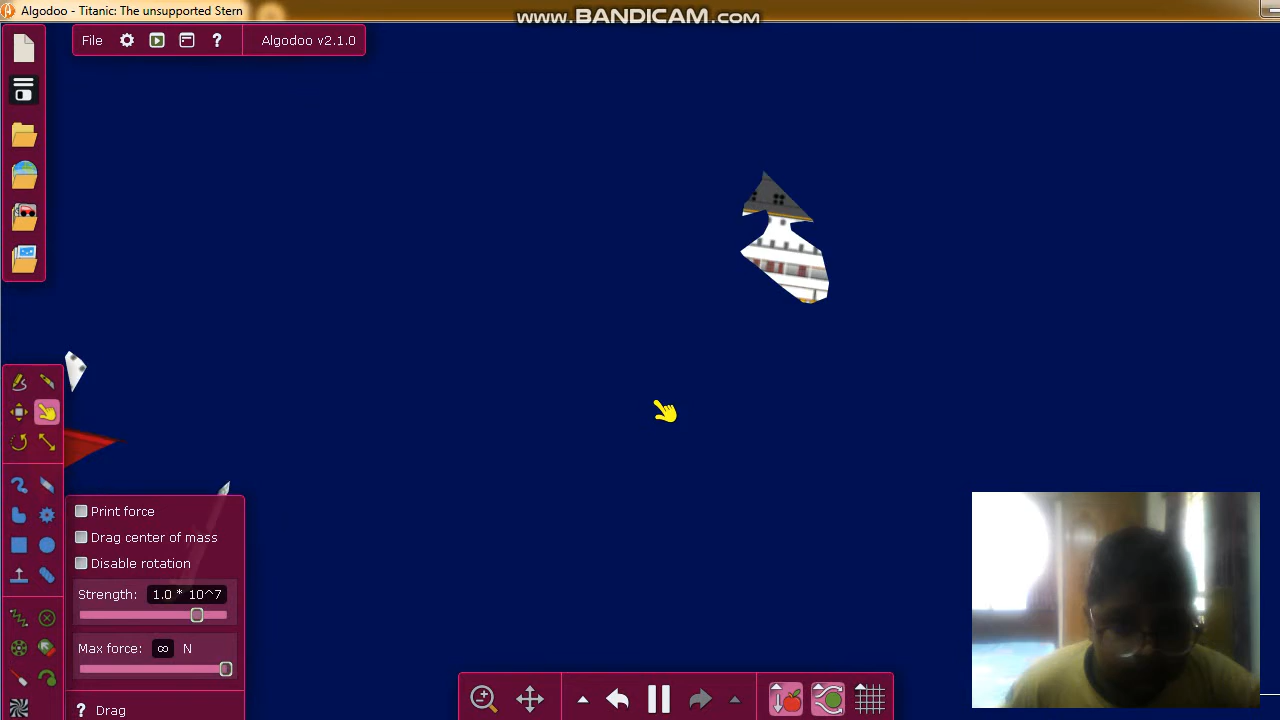 Algodoo - Titanic: The unsupported Stern
www.BANDICAM.com
File
?
Algodoo v2.1.0
Print force
Drag center of mass
Disable rotation
Strength: 1.0 * 10^7
Max force: ∞ N
? Drag